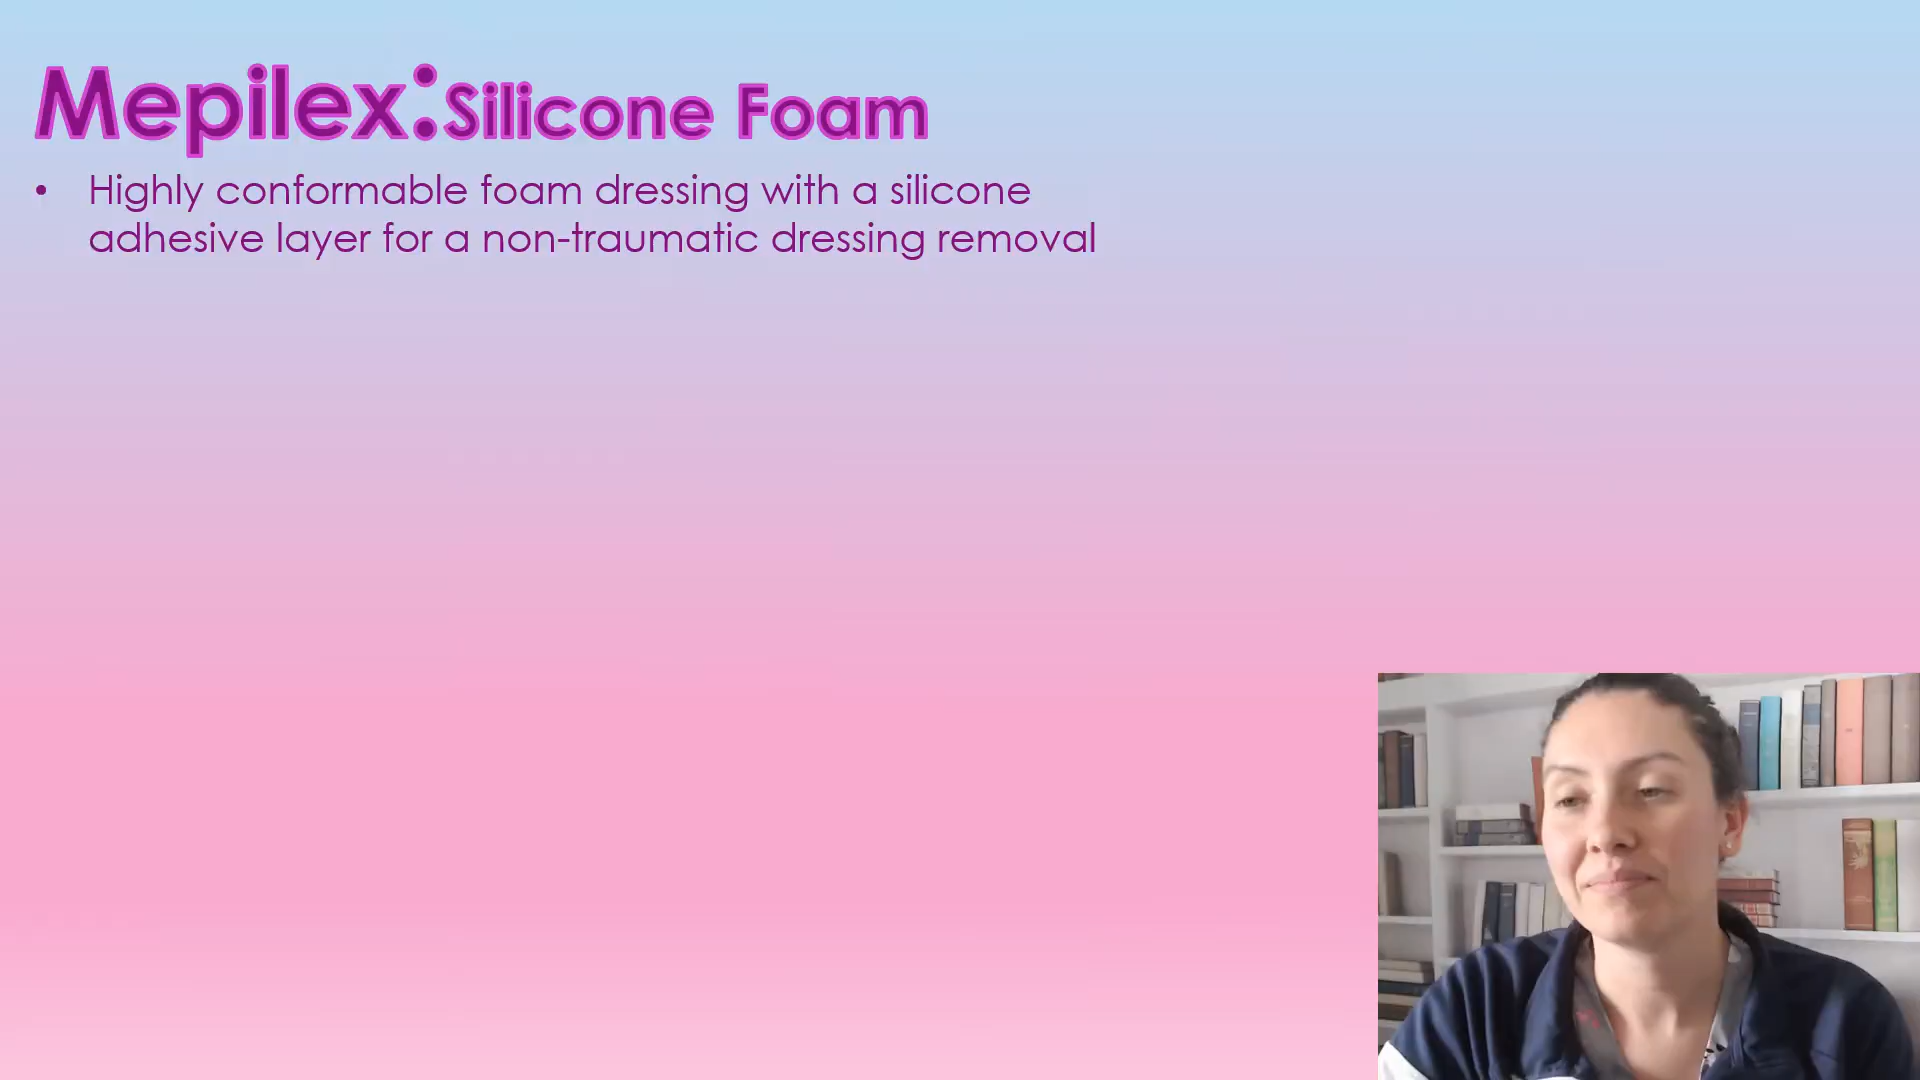 Mepilex: Silicone Foam
• Highly conformable foam dressing with a silicone
adhesive layer for a non-traumatic dressing removal